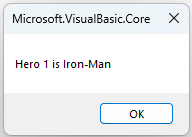 Microsoft.VisualBasic.Core
Hero 1 is Iron-Man
OK